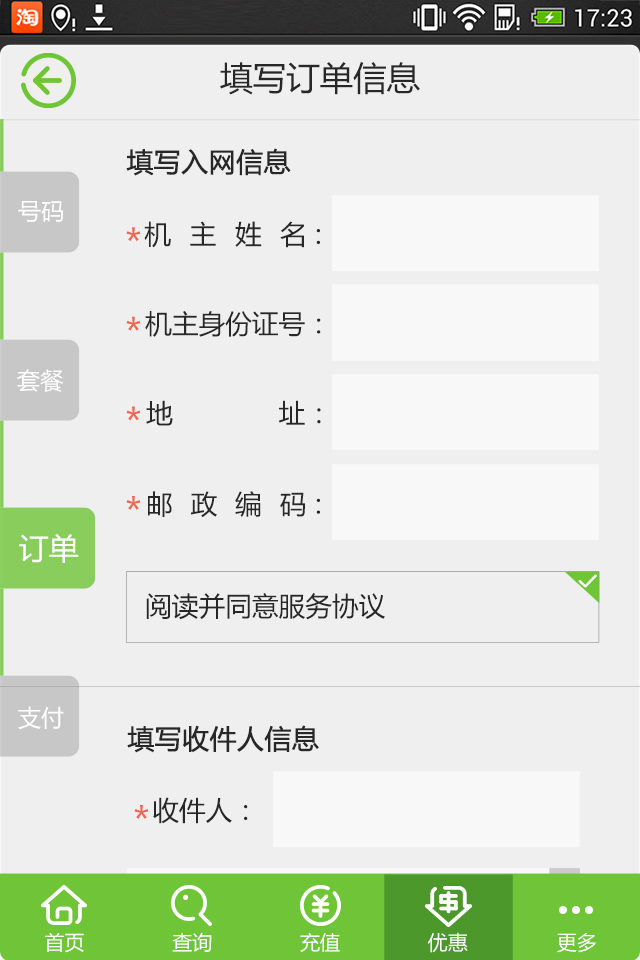 淘 17:23
填写订单信息
填写入网信息
号码
*机主姓名:
*机主身份证号:
套餐
*地址:
*邮政编码:
订单
阅读并同意服务协议
支付
填写收件人信息
*收件人:
首页 查询 充值 优惠 更多